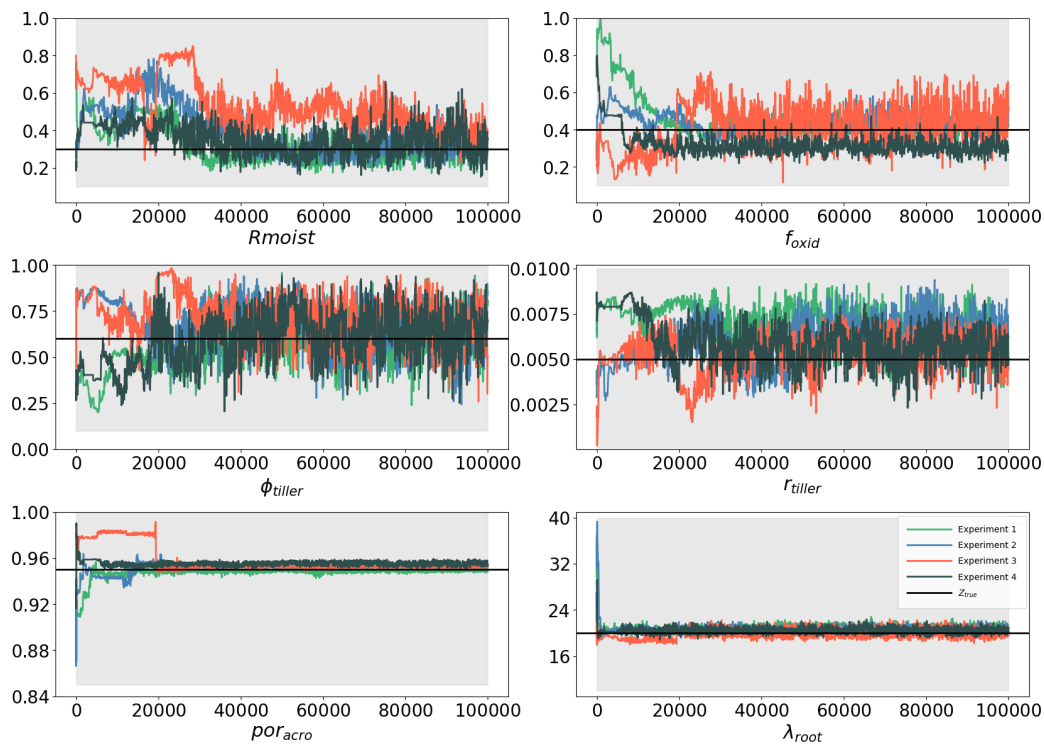 1.0
0.8
0.6
0.4
0.2
0 20000 40000 60000 80000 100000
Rmoist
1.0
0.8
0.6
0.4
0.2
0 20000 40000 60000 80000 100000
f_oxid
1.00
0.75
0.50
0.25
0.00
0 20000 40000 60000 80000 100000
ϕ_tiller
0.0100
0.0075
0.0050
0.0025
0 20000 40000 60000 80000 100000
r_tiller
1.00
0.96
0.92
0.88
0.84
0 20000 40000 60000 80000 100000
por_acro
40
32
24
16
0 20000 40000 60000 80000 100000
λ_root
Experiment 1
Experiment 2
Experiment 3
Experiment 4
Z_true